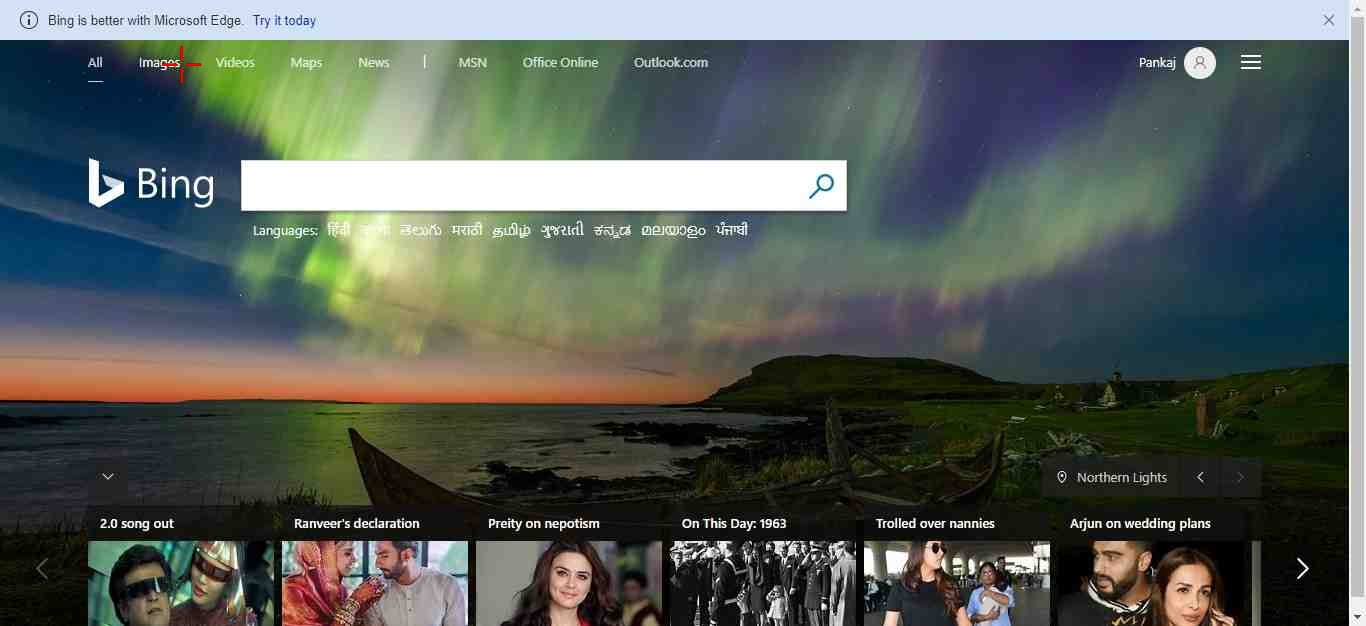 Bing is better with Microsoft Edge. Try it today
All Images Videos Maps News | MSN Office Online Outlook.com Pankaj
Bing
Languages: हिंदी বাংলা తెలుగు मराठी தமிழ் ગુજરાતી ಕನ್ನಡ മലയാളം ਪੰਜਾਬੀ
Northern Lights
2.0 song out Ranveer's declaration Preity on nepotism On This Day: 1963 Trolled over nannies Arjun on wedding plans